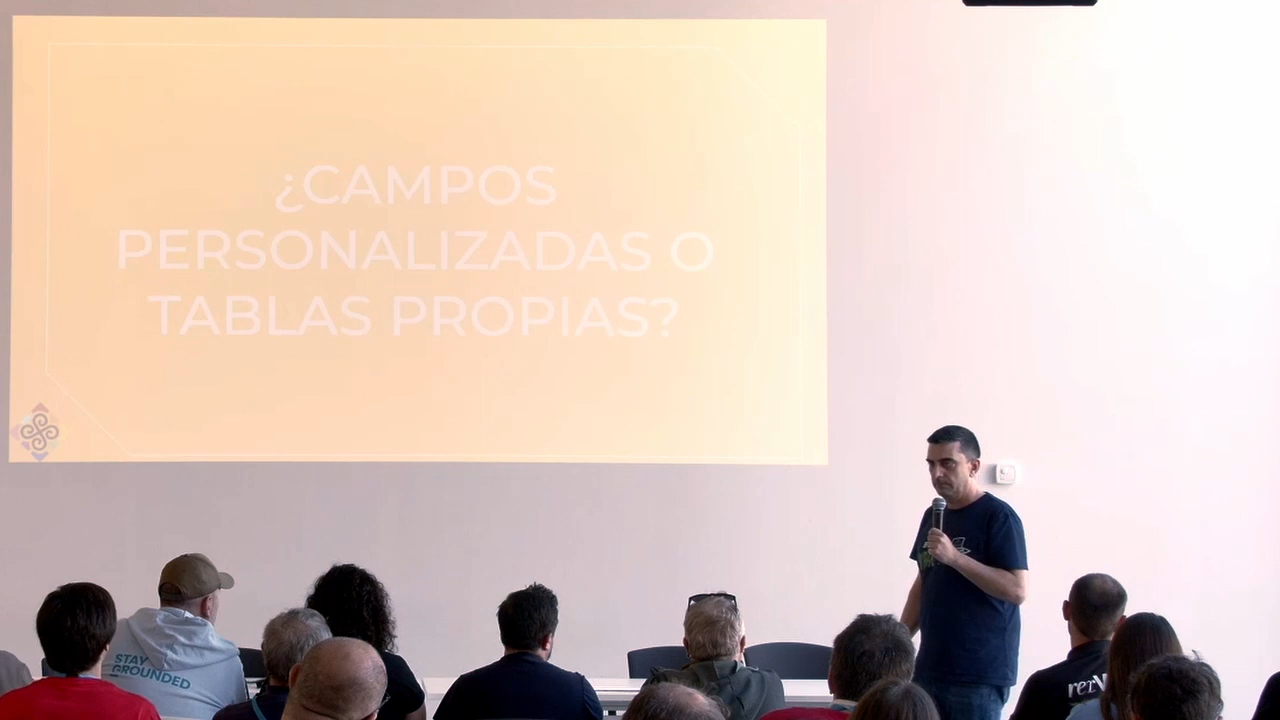 ¿CAMPOS
PERSONALIZADAS O
TABLAS PROPIAS?
STAY
GROUNDED